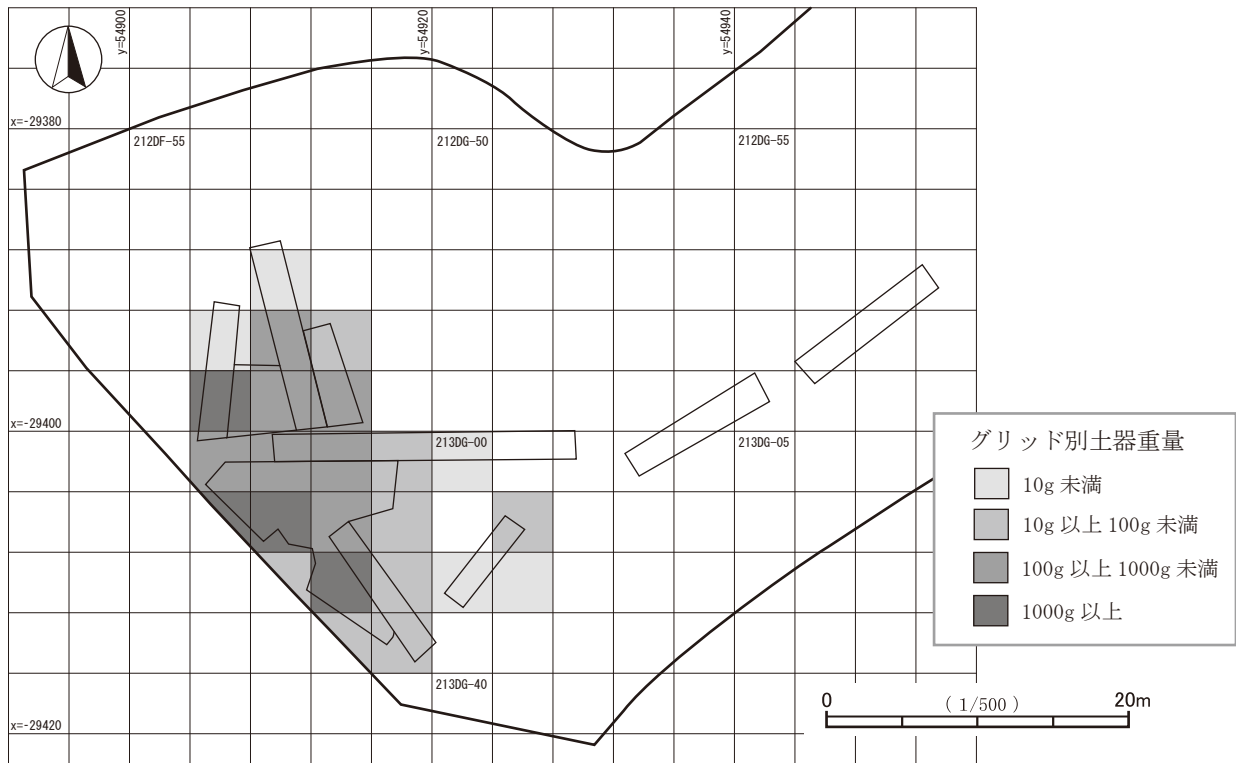 y=54900
y=54920
y=54940
x=-29380
212DF-55
212DG-50
212DG-55
x=-29400
213DG-00
213DG-05
グリッド別土器重量
10g 未満
10g 以上 100g 未満
100g 以上 1000g 未満
1000g 以上
213DG-40
x=-29420
0
( 1/500 )
20m